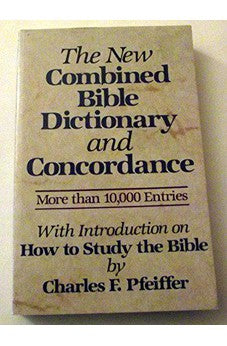 The New
Combined
Bible
Dictionary
and
Concordance
More than 10,000 Entries
With Introduction on
How to Study the Bible
by
Charles F. Pfeiffer